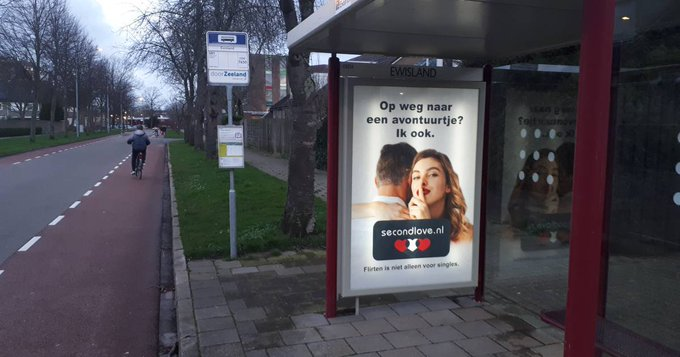 doorZeeland
EWISLAND
Op weg naar
een avontuurtje?
Ik ook.
secondlove.nl
Flirten is niet alleen voor singles.